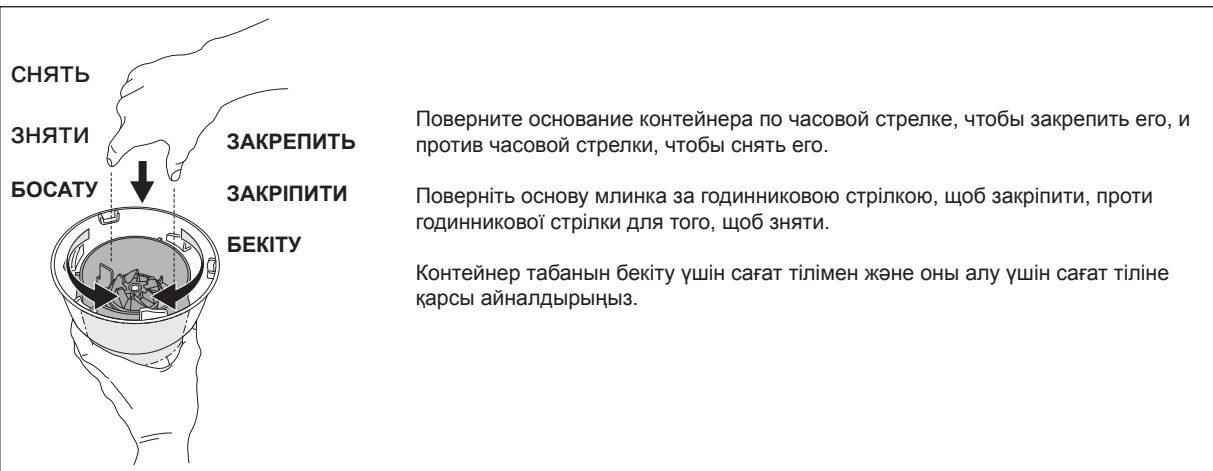 СНЯТЬ
ЗНЯТИ
БОСАТУ
ЗАКРЕПИТЬ
ЗАКРІПИТИ
БЕКІТУ
Поверните основание контейнера по часовой стрелке, чтобы закрепить его, и
против часовой стрелки, чтобы снять его.
Поверніть основу млинка за годинниковою стрілкою, щоб закріпити, проти
годинникової стрілки для того, щоб зняти.
Контейнер табанын бекіту үшін сағат тілімен және оны алу үшін сағат тіліне
қарсы айналдырыңыз.